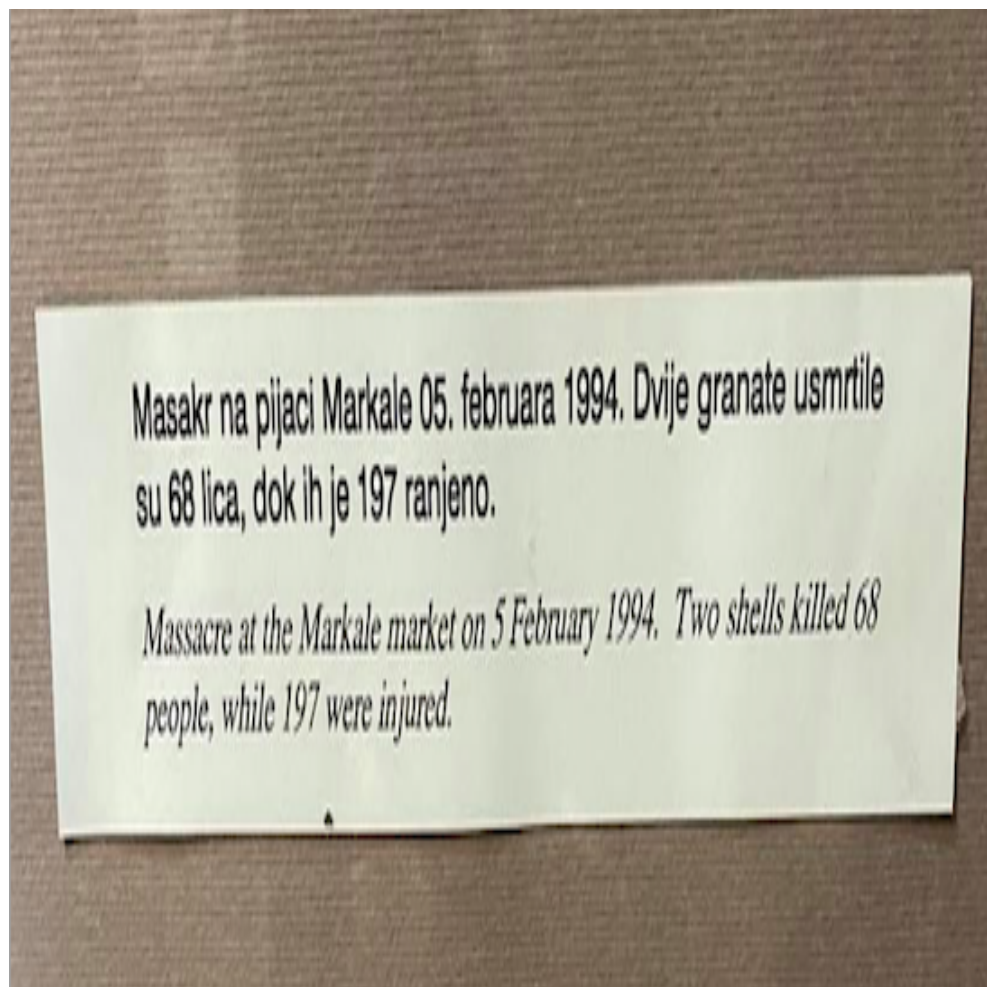 Masakr na pijaci Markale 05. februara 1994. Dvije granate usmrtile
su 68 lica, dok ih je 197 ranjeno.
Massacre at the Markale market on 5 February 1994. Two shells killed 68
people, while 197 were injured.